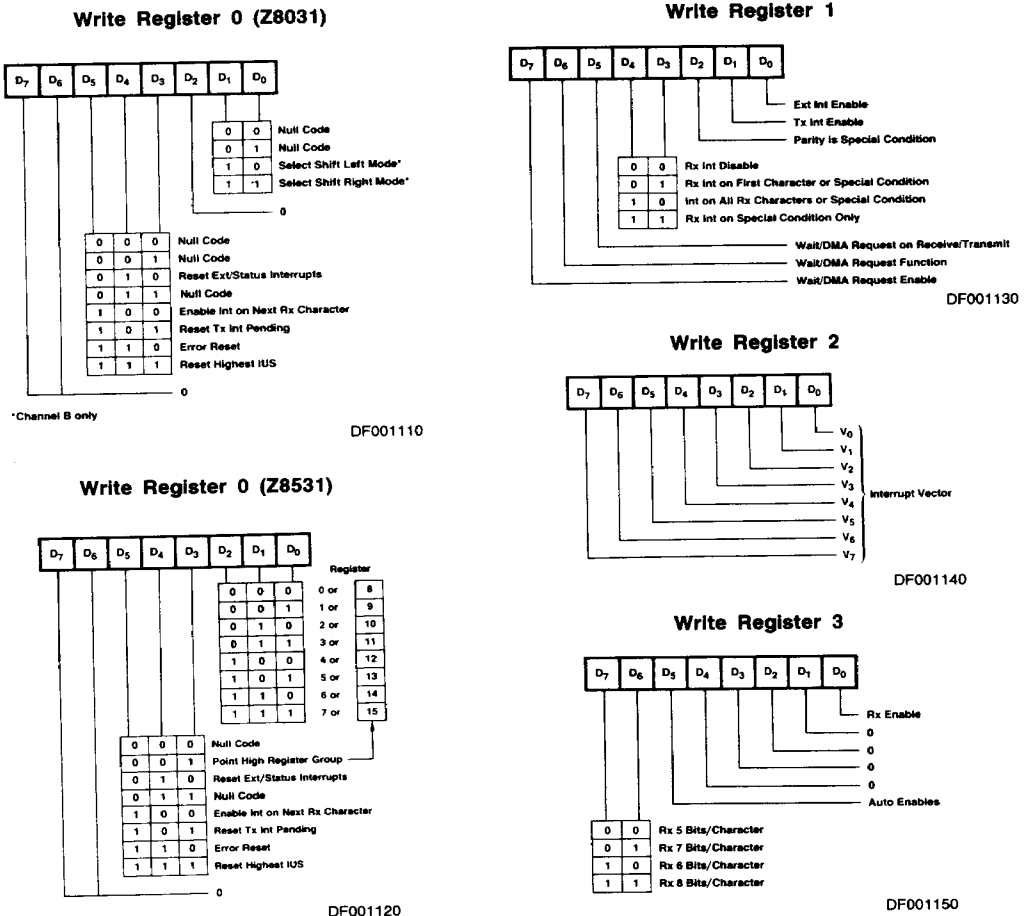 Write Register 0 (Z8031)
D7 D6 D5 D4 D3 D2 D1 D0
0 0 Null Code
0 1 Null Code
1 0 Select Shift Left Mode*
1 1 Select Shift Right Mode*
0
0 0 0 Null Code
0 0 1 Null Code
0 1 0 Reset Ext/Status Interrupts
0 1 1 Null Code
1 0 0 Enable Int on Next Rx Character
1 0 1 Reset Tx Int Pending
1 1 0 Error Reset
1 1 1 Reset Highest IUS
0
*Channel B only
DF001110
Write Register 0 (Z8531)
D7 D6 D5 D4 D3 D2 D1 D0
Register
0 0 0 0 or 8
0 0 1 1 or 9
0 1 0 2 or 10
0 1 1 3 or 11
1 0 0 4 or 12
1 0 1 5 or 13
1 1 0 6 or 14
1 1 1 7 or 15
0 0 0 Null Code
0 0 1 Point High Register Group
0 1 0 Reset Ext/Status Interrupts
0 1 1 Null Code
1 0 0 Enable Int on Next Rx Character
1 0 1 Reset Tx Int Pending
1 1 0 Error Reset
1 1 1 Reset Highest IUS
0
DF001120
Write Register 1
D7 D6 D5 D4 D3 D2 D1 D0
Ext Int Enable
Tx Int Enable
Parity is Special Condition
0 0 Rx Int Disable
0 1 Rx Int on First Character or Special Condition
1 0 Int on All Rx Characters or Special Condition
1 1 Rx Int on Special Condition Only
Wait/DMA Request on Receive/Transmit
Wait/DMA Request Function
Wait/DMA Request Enable
DF001130
Write Register 2
D7 D6 D5 D4 D3 D2 D1 D0
V0
V1
V2
V3
Interrupt Vector
V4
V5
V6
V7
DF001140
Write Register 3
D7 D6 D5 D4 D3 D2 D1 D0
Rx Enable
0
0
0
0
Auto Enables
0 0 Rx 5 Bits/Character
0 1 Rx 7 Bits/Character
1 0 Rx 6 Bits/Character
1 1 Rx 8 Bits/Character
DF001150